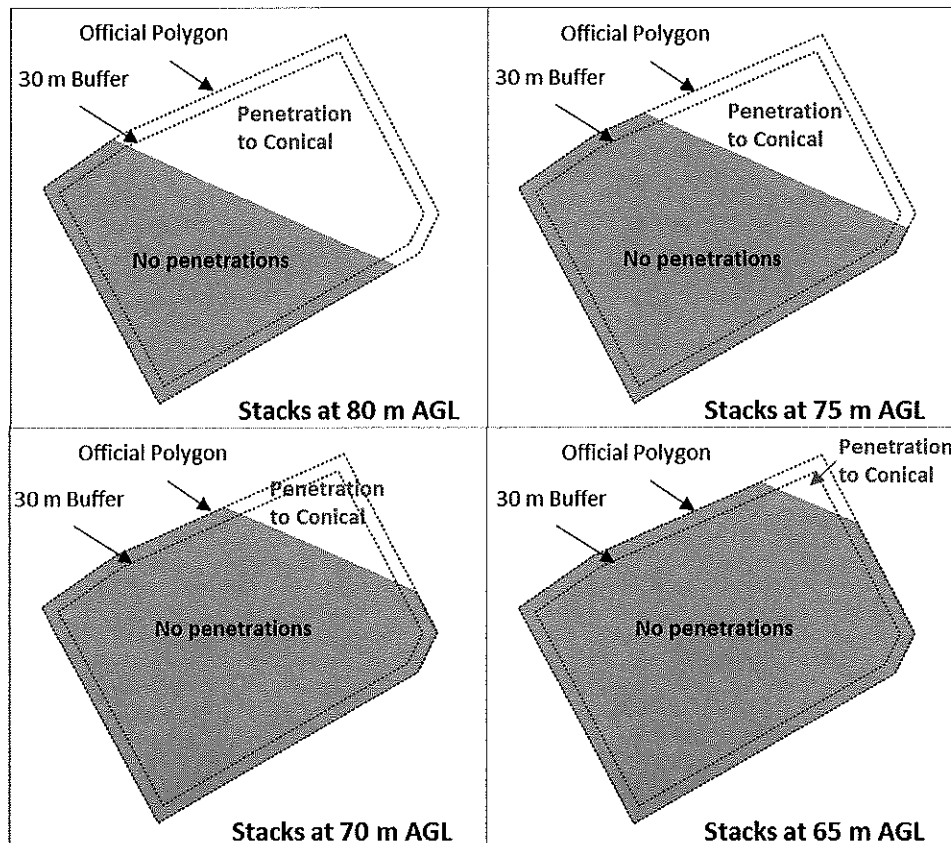 Official Polygon
30 m Buffer
Penetration
to Conical
No penetrations
Stacks at 80 m AGL
Official Polygon
30 m Buffer
Penetration
to Conical
No penetrations
Stacks at 75 m AGL
Official Polygon
30 m Buffer
Penetration
to Conical
No penetrations
Stacks at 70 m AGL
Official Polygon
30 m Buffer
Penetration
to Conical
No penetrations
Stacks at 65 m AGL